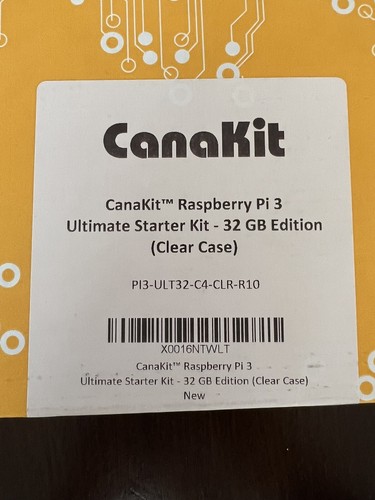 CanaKit
CanaKit™ Raspberry Pi 3
Ultimate Starter Kit - 32 GB Edition
(Clear Case)
PI3-ULT32-C4-CLR-R10
X0016NTWLT
CanaKit™ Raspberry Pi 3
Ultimate Starter Kit - 32 GB Edition (Clear Case)
New